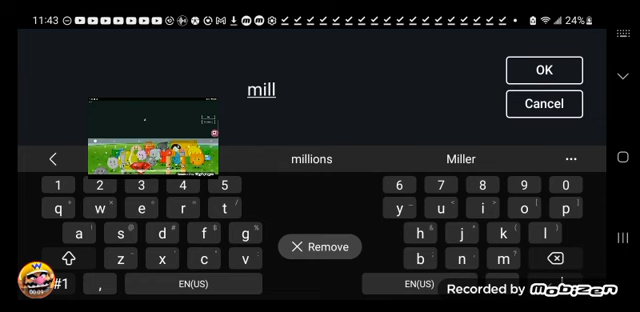 11:43
24%
OK
mill
Cancel
millions
Miller
1 2 3 4 5 6 7 8 9 0
q w e r t y u i o p
a s d f g h j k l
Remove
z x c v b n m
#1 , EN(US) EN(US)
Recorded by MOBIZEN